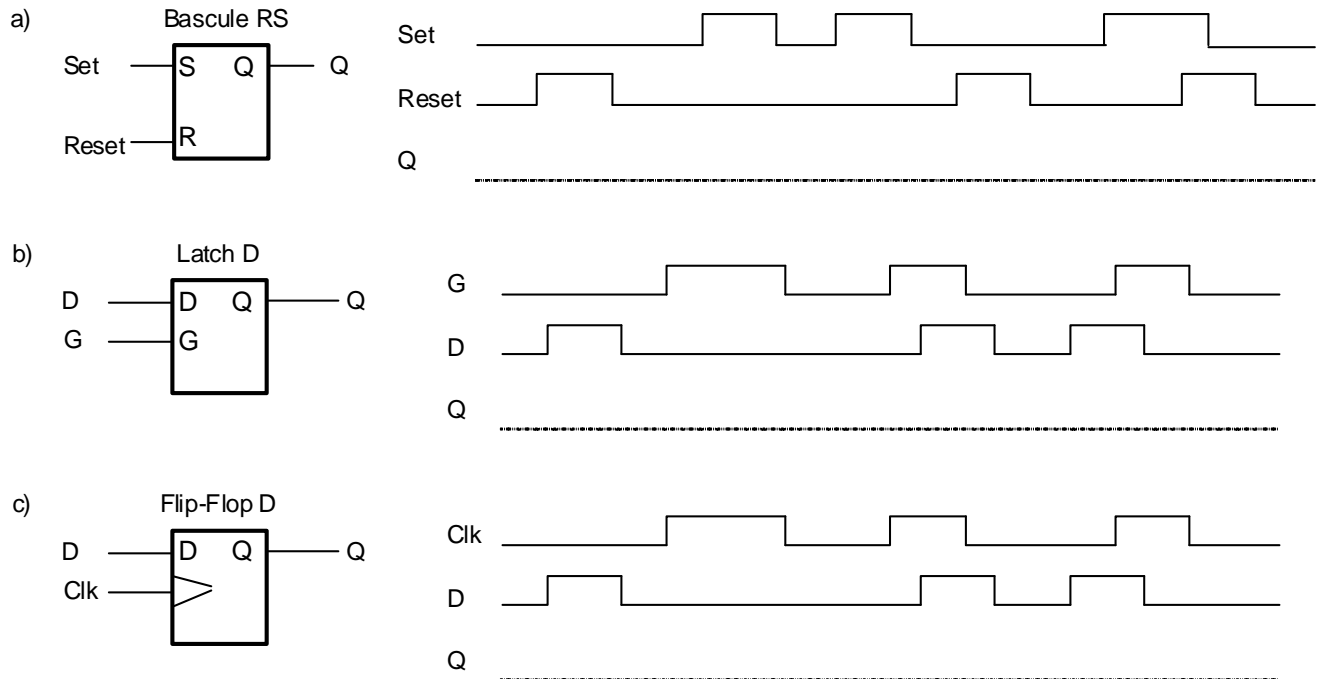 a)
Bascule RS
Set
S
Q
Q
Reset
R
Set
Reset
Q
b)
Latch D
D
D
Q
Q
G
G
G
D
Q
c)
Flip-Flop D
D
D
Q
Q
Clk
Clk
D
Q